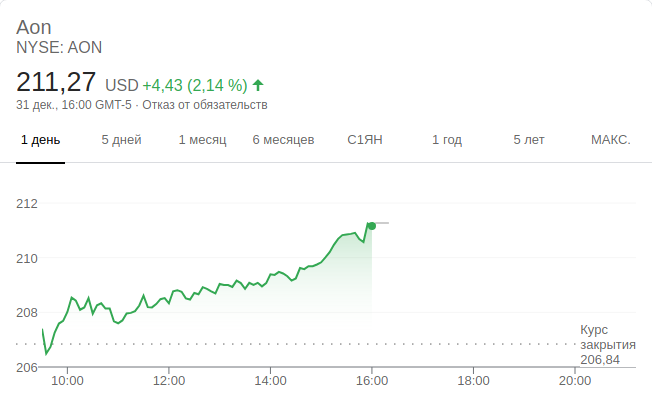 Aon
NYSE: AON
211,27 USD +4,43 (2,14 %)
31 дек., 16:00 GMT-5 · Отказ от обязательств
1 день 5 дней 1 месяц 6 месяцев С1ЯН 1 год 5 лет МАКС.
212
210
208
Курс
закрытия
206,84
206
10:00 12:00 14:00 16:00 18:00 20:00